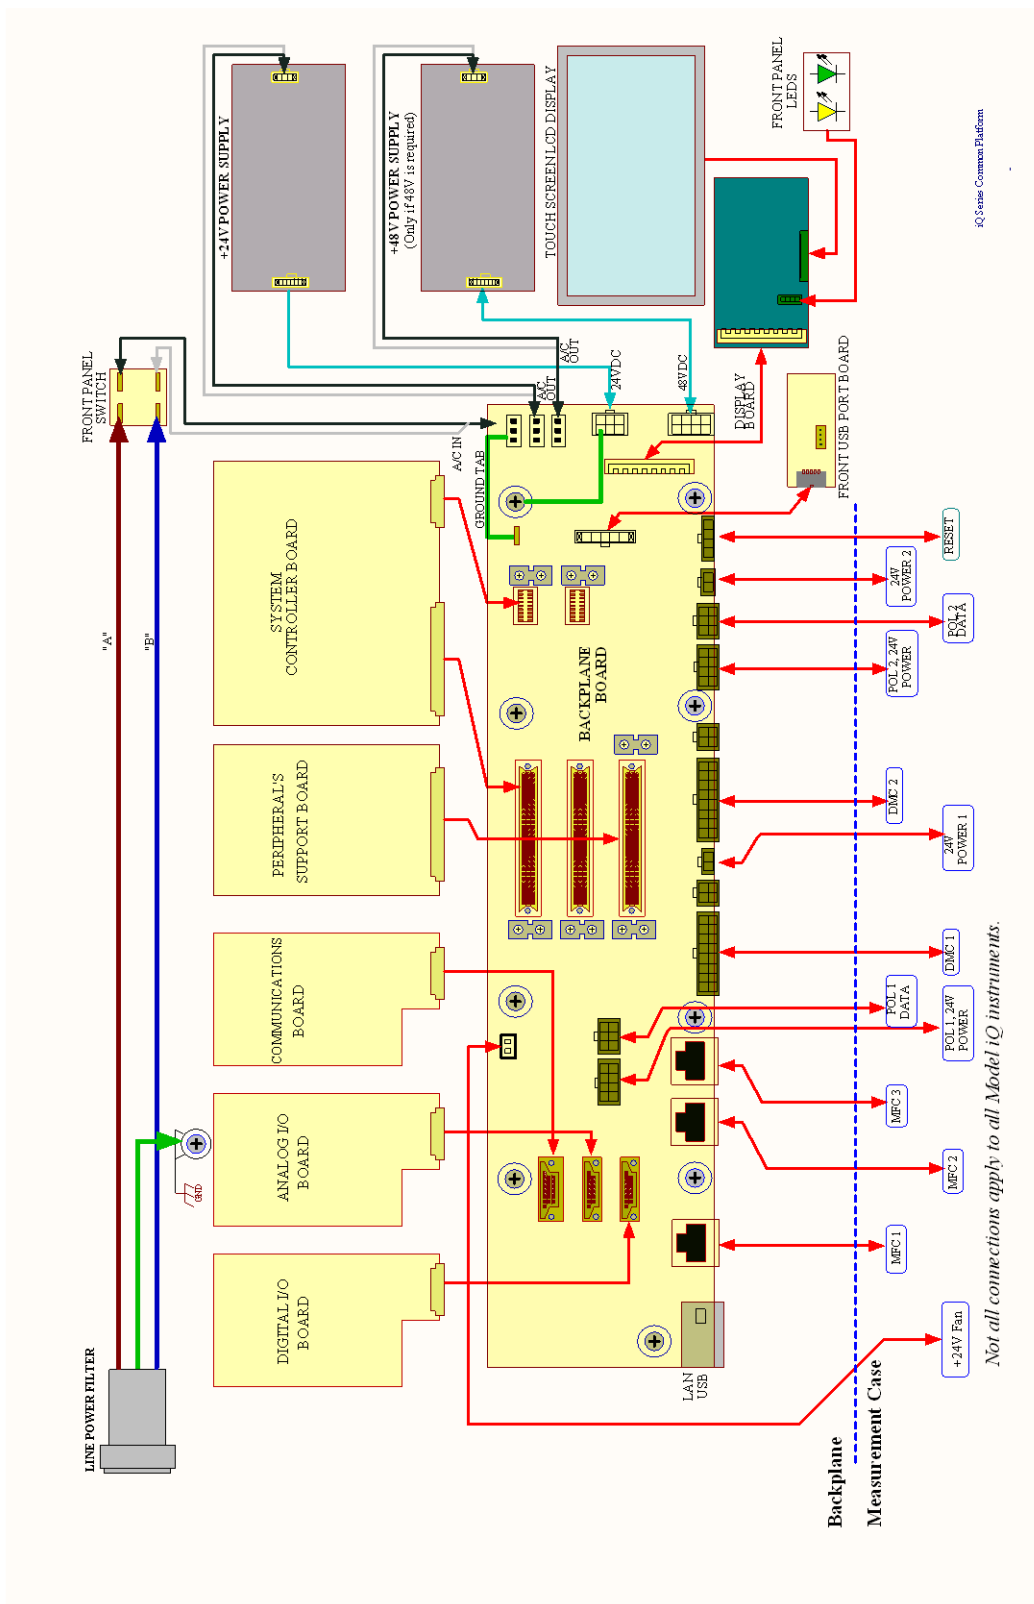 LINE POWER FILTER
"A"
"B"
GND
FRONT PANEL
SWITCH
+24V POWER SUPPLY
+48V POWER SUPPLY
(Only if 48V is required)
TOUCH SCREEN LCD DISPLAY
FRONT PANEL
LEDS
DIGITAL I/O
BOARD
ANALOG I/O
BOARD
COMMUNICATIONS
BOARD
PERIPHERAL'S
SUPPORT BOARD
SYSTEM
CONTROLLER BOARD
A/C IN
GROUND TAB
A/C
OUT
A/C
OUT
24VDC
48VDC
DISPLAY
BOARD
FRONT USB PORT BOARD
BACKPLANE
BOARD
LAN
USB
Backplane
Measurement Case
+24V Fan
MFC 1
MFC 2
MFC 3
POL 1, 24V
POWER
POL 1
DATA
DMC 1
24V
POWER 1
DMC 2
POL 2, 24V
POWER
POL 2
DATA
24V
POWER 2
RESET
Not all connections apply to all Model iQ instruments.
iQ Series Common Platform
-